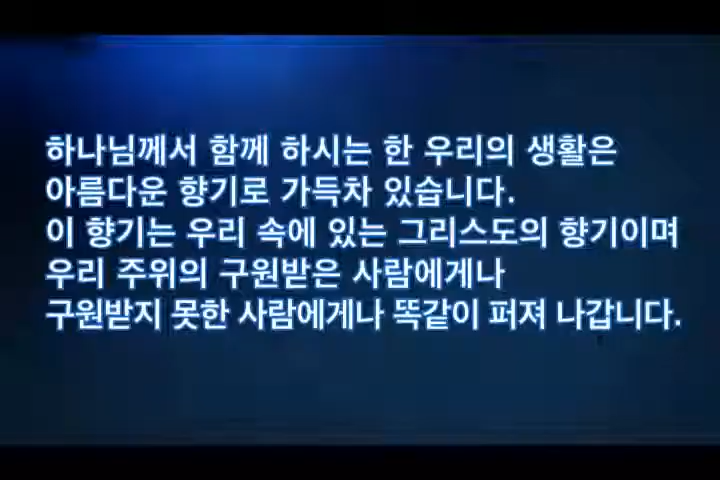 하나님께서 함께 하시는 한 우리의 생활은
아름다운 향기로 가득차 있습니다.
이 향기는 우리 속에 있는 그리스도의 향기이며
우리 주위의 구원받은 사람에게나
구원받지 못한 사람에게나 똑같이 퍼져 나갑니다.